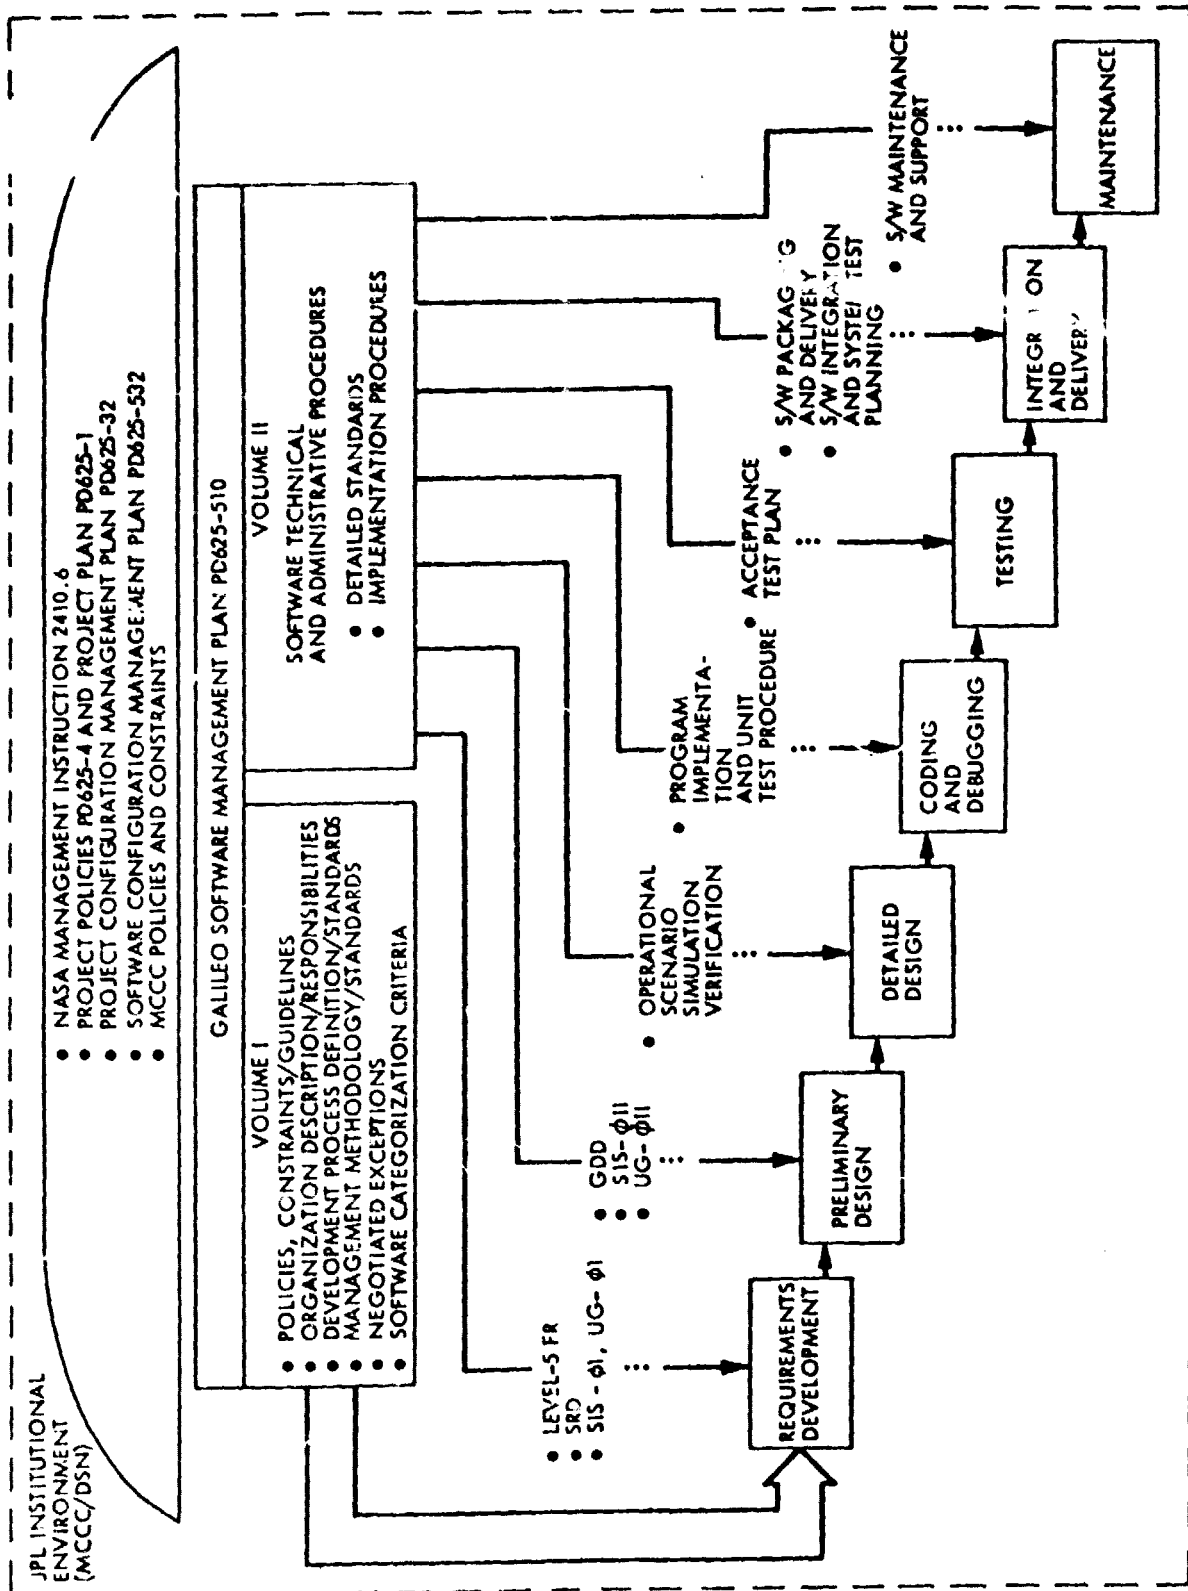 JPL INSTITUTIONAL
ENVIRONMENT
(MCCC/DSN)
• NASA MANAGEMENT INSTRUCTION 2410.6
• PROJECT POLICIES PD625-4 AND PROJECT PLAN PD625-1
• PROJECT CONFIGURATION MANAGEMENT PLAN PD625-32
• SOFTWARE CONFIGURATION MANAGEMENT PLAN PD625-532
• MCCC POLICIES AND CONSTRAINTS
GALILEO SOFTWARE MANAGEMENT PLAN PD625-510
VOLUME I
• POLICIES, CONSTRAINTS/GUIDELINES
• ORGANIZATION DESCRIPTION/RESPONSIBILITIES
• DEVELOPMENT PROCESS DEFINITION/STANDARDS
• MANAGEMENT METHODOLOGY/STANDARDS
• NEGOTIATED EXCEPTIONS
• SOFTWARE CATEGORIZATION CRITERIA
VOLUME II
SOFTWARE TECHNICAL
AND ADMINISTRATIVE PROCEDURES
• DETAILED STANDARDS
• IMPLEMENTATION PROCEDURES
• LEVEL-5 FR
• SRD
• SIS - φI, UG- φI
• GDD
• SIS- φII
• UG- φII
• OPERATIONAL
SCENARIO
SIMULATION
VERIFICATION
• PROGRAM
IMPLEMENTA-
TION
AND UNIT
TEST PROCEDURE
• ACCEPTANCE
TEST PLAN
• S/W PACKAGING
AND DELIVERY
• S/W INTEGRATION
AND SYSTEM TEST
PLANNING
• S/W MAINTENANCE
AND SUPPORT
REQUIREMENTS
DEVELOPMENT
PRELIMINARY
DESIGN
DETAILED
DESIGN
CODING
AND
DEBUGGING
TESTING
INTEGRATION
AND
DELIVERY
MAINTENANCE